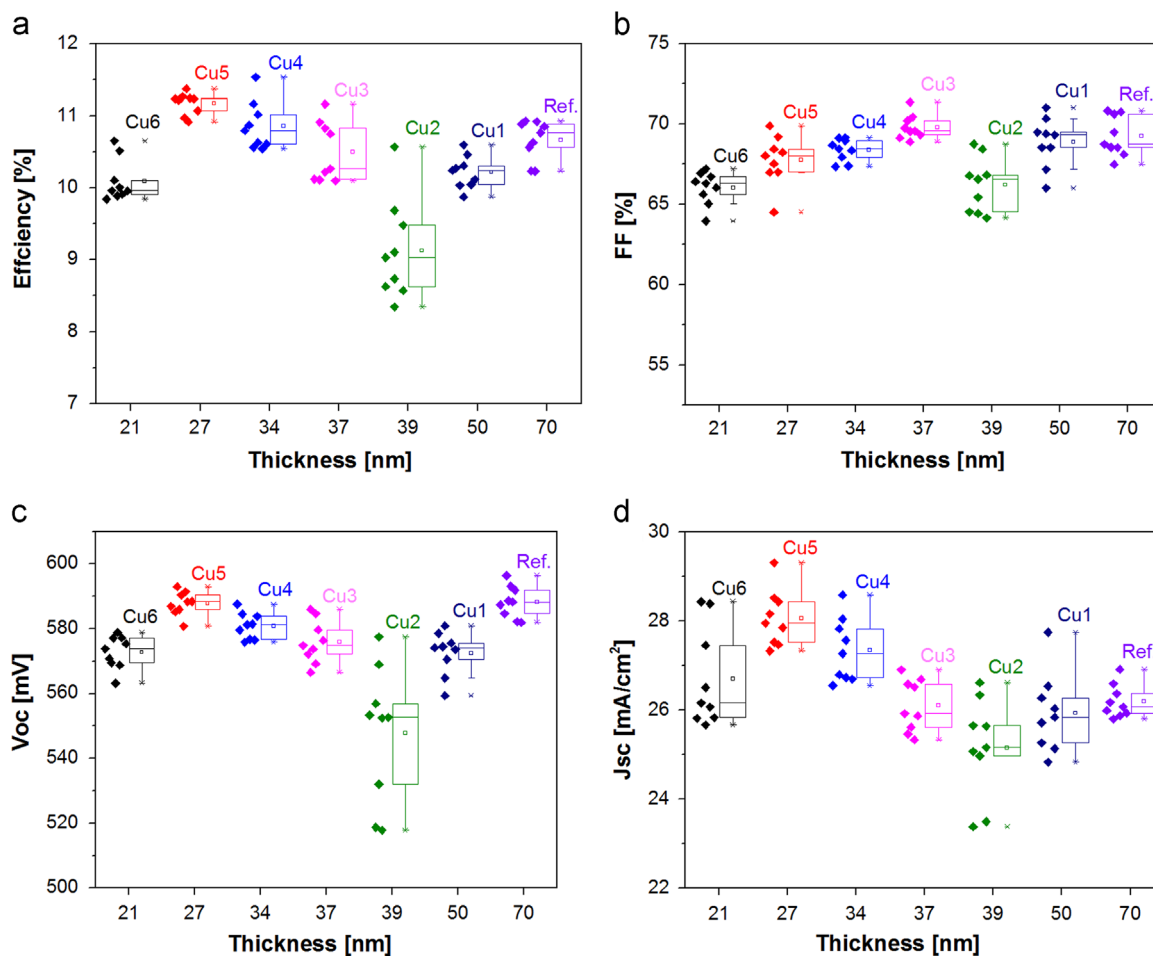 a
12
11
10
9
8
7
Effciency [%]
Cu6
Cu5
Cu4
Cu3
Cu2
Cu1
Ref.
21 27 34 37 39 50 70
Thickness [nm]
b
75
70
65
60
55
FF [%]
Cu6
Cu5
Cu4
Cu3
Cu2
Cu1
Ref.
21 27 34 37 39 50 70
Thickness [nm]
c
600
580
560
540
520
500
Voc [mV]
Cu6
Cu5
Cu4
Cu3
Cu2
Cu1
Ref.
21 27 34 37 39 50 70
Thickness [nm]
d
30
28
26
24
22
Jsc [mA/cm²]
Cu6
Cu5
Cu4
Cu3
Cu2
Cu1
Ref
21 27 34 37 39 50 70
Thickness [nm]